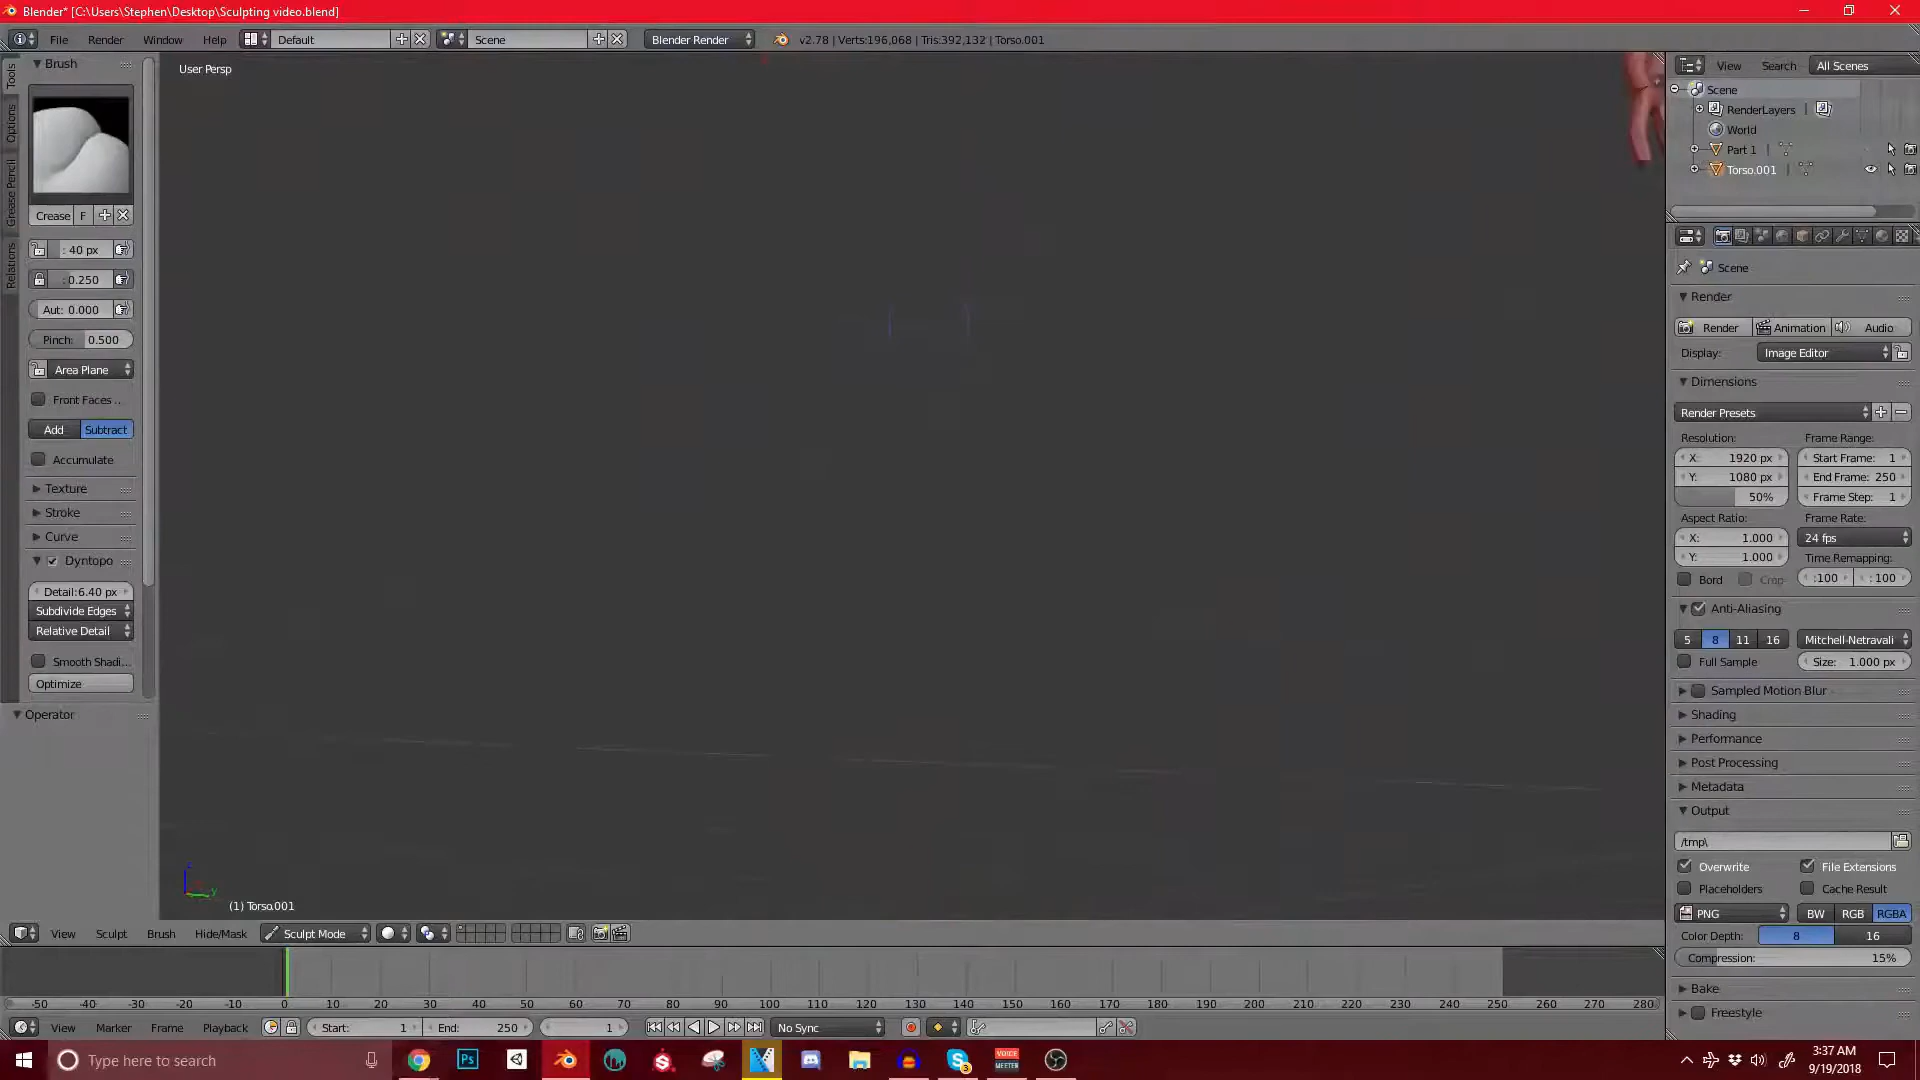 Blender* [C:\Users\Stephen\Desktop\Sculpting video.blend]
File Render Window Help Default Scene Blender Render v2.78 | Verts:196,068 | Tris:392,132 | Torso.001
Tools
Options
Grease Pencil
Relations
Brush
Crease F
: 40 px
: 0.250
Aut: 0.000
Pinch: 0.500
Area Plane
Front Faces ..
Add Subtract
Accumulate
Texture
Stroke
Curve
Dyntopo
Detail:6.40 px
Subdivide Edges
Relative Detail
Smooth Shadi...
Optimize
Operator
User Persp
z
y
(1) Torso.001
View Sculpt Brush Hide/Mask Sculpt Mode
-50 -40 -30 -20 -10 0 10 20 30 40 50 60 70 80 90 100 110 120 130 140 150 160 170 180 190 200 210 220 230 240 250 260 270 280
View Marker Frame Playback Start: 1 End: 250 1 No Sync
View Search All Scenes
Scene
RenderLayers |
World
Part 1 |
Torso.001 |
Scene
Render
Render Animation Audio
Display: Image Editor
Dimensions
Render Presets
Resolution: Frame Range:
X: 1920 px Start Frame: 1
Y: 1080 px End Frame: 250
50% Frame Step: 1
Aspect Ratio: Frame Rate:
X: 1.000 24 fps
Y: 1.000 Time Remapping:
Bord Crop :100 : 100
Anti-Aliasing
5 8 11 16 Mitchell-Netravali
Full Sample Size: 1.000 px
Sampled Motion Blur
Shading
Performance
Post Processing
Metadata
Output
/tmp\
Overwrite File Extensions
Placeholders Cache Result
PNG BW RGB RGBA
Color Depth: 8 16
Compression: 15%
Bake
Freestyle
Type here to search
Ps
VOICE
MEETER
3
3:37 AM
9/19/2018